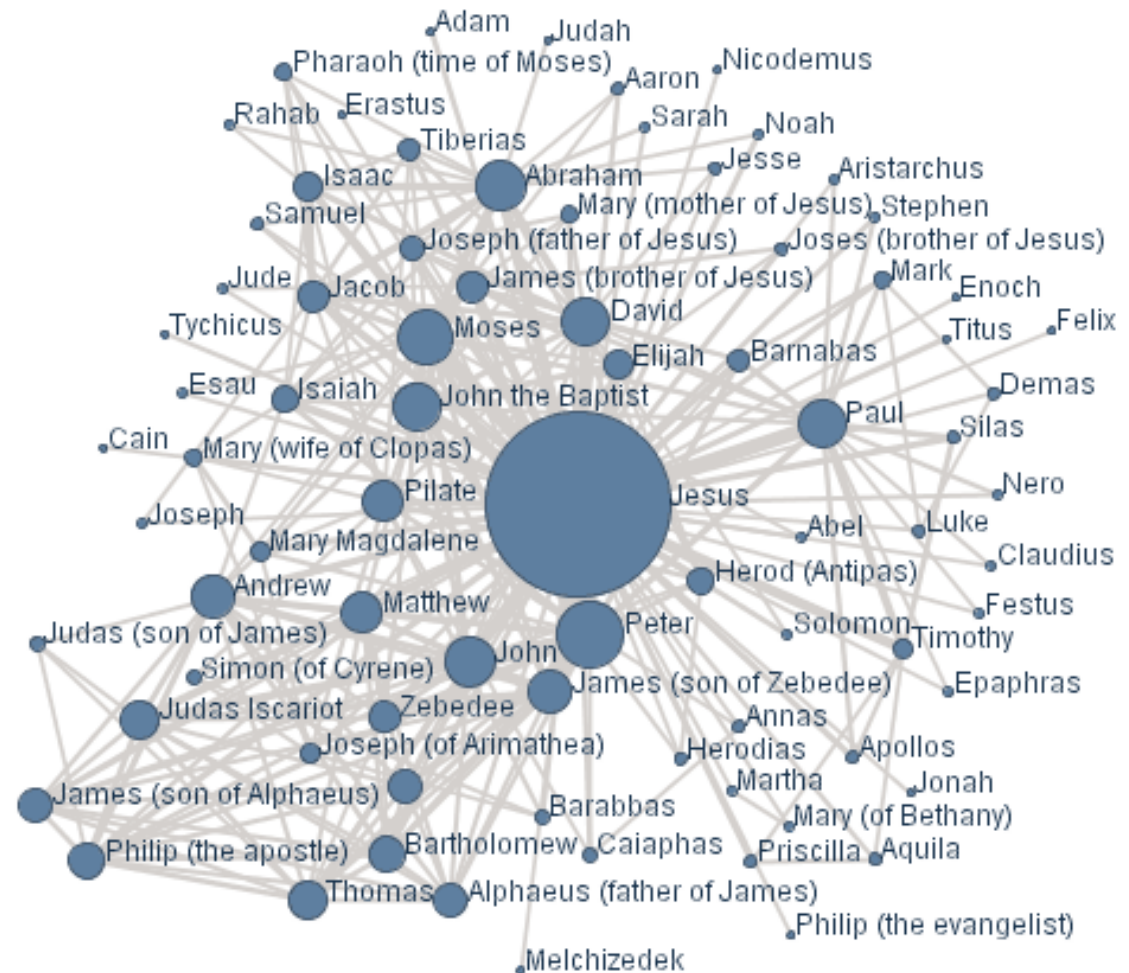 Adam
Judah
Pharaoh (time of Moses)
Nicodemus
Aaron
Rahab
Erastus
Sarah
Noah
Tiberias
Jesse
Aristarchus
Isaac
Abraham
Samuel
Mary (mother of Jesus)
Stephen
Joseph (father of Jesus)
Joses (brother of Jesus)
Jude
Jacob
James (brother of Jesus)
Mark
Enoch
Tychicus
Moses
David
Titus
Felix
Elijah
Barnabas
Esau
Isaiah
John the Baptist
Demas
Paul
Silas
Cain
Mary (wife of Clopas)
Pilate
Jesus
Nero
Joseph
Abel
Luke
Mary Magdalene
Claudius
Andrew
Matthew
Herod (Antipas)
Festus
Judas (son of James)
John
Peter
Solomon
Timothy
Simon (of Cyrene)
James (son of Zebedee)
Epaphras
Judas Iscariot
Zebedee
Annas
Joseph (of Arimathea)
Herodias
Apollos
James (son of Alphaeus)
Martha
Jonah
Barabbas
Mary (of Bethany)
Philip (the apostle)
Bartholomew
Caiaphas
Priscilla
Aquila
Thomas
Alphaeus (father of James)
Philip (the evangelist)
Melchizedek